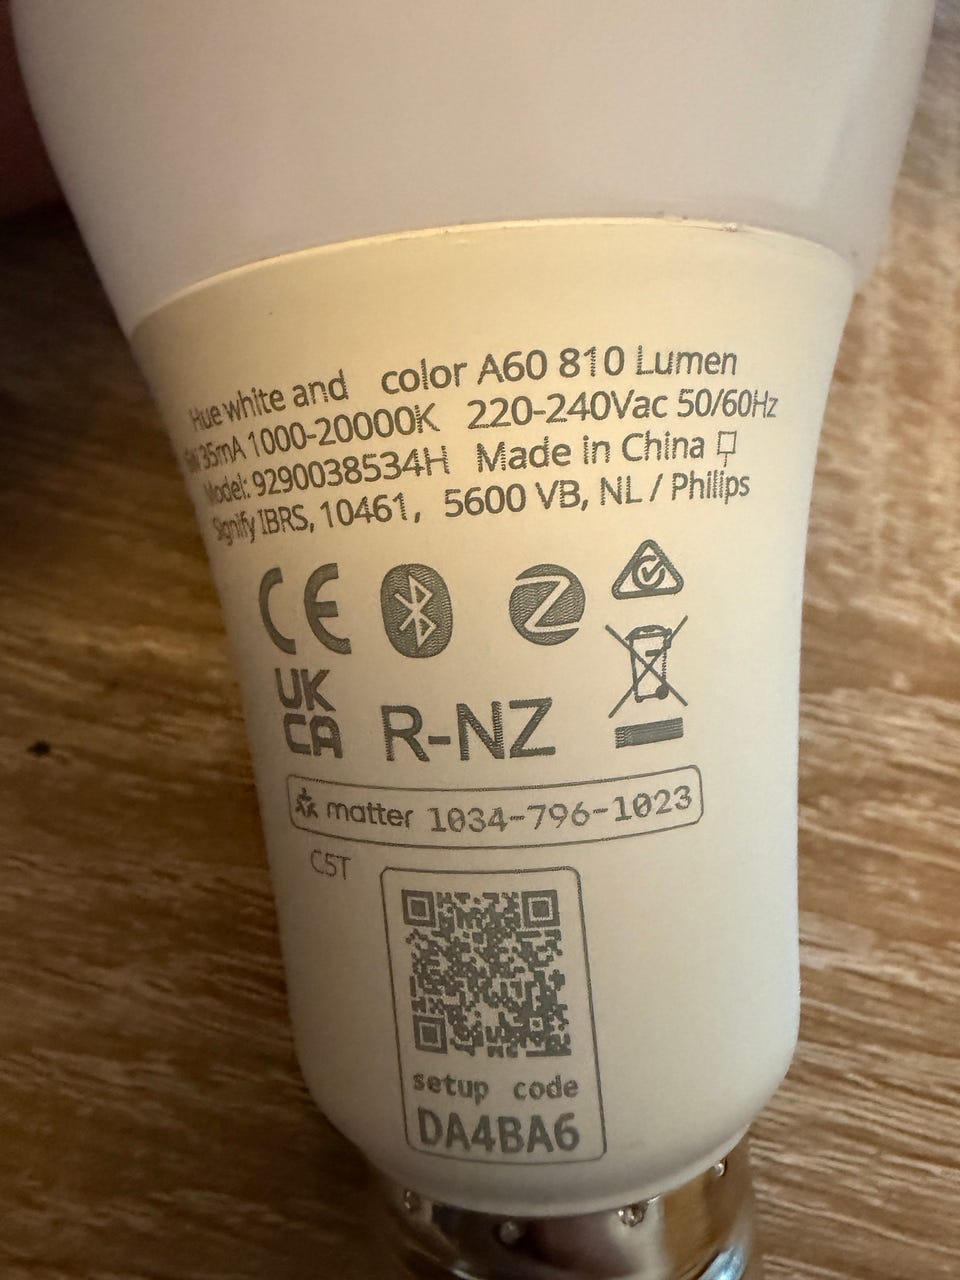 Hue white and color A60 810 Lumen
35mA 1000-20000K 220-240Vac 50/60Hz
Model: 9290038534H Made in China
Signify IBRS, 10461, 5600 VB, NL / Philips
CE
UK
CA
R-NZ
matter 1034-796-1023
C5T
setup code
DA4BA6